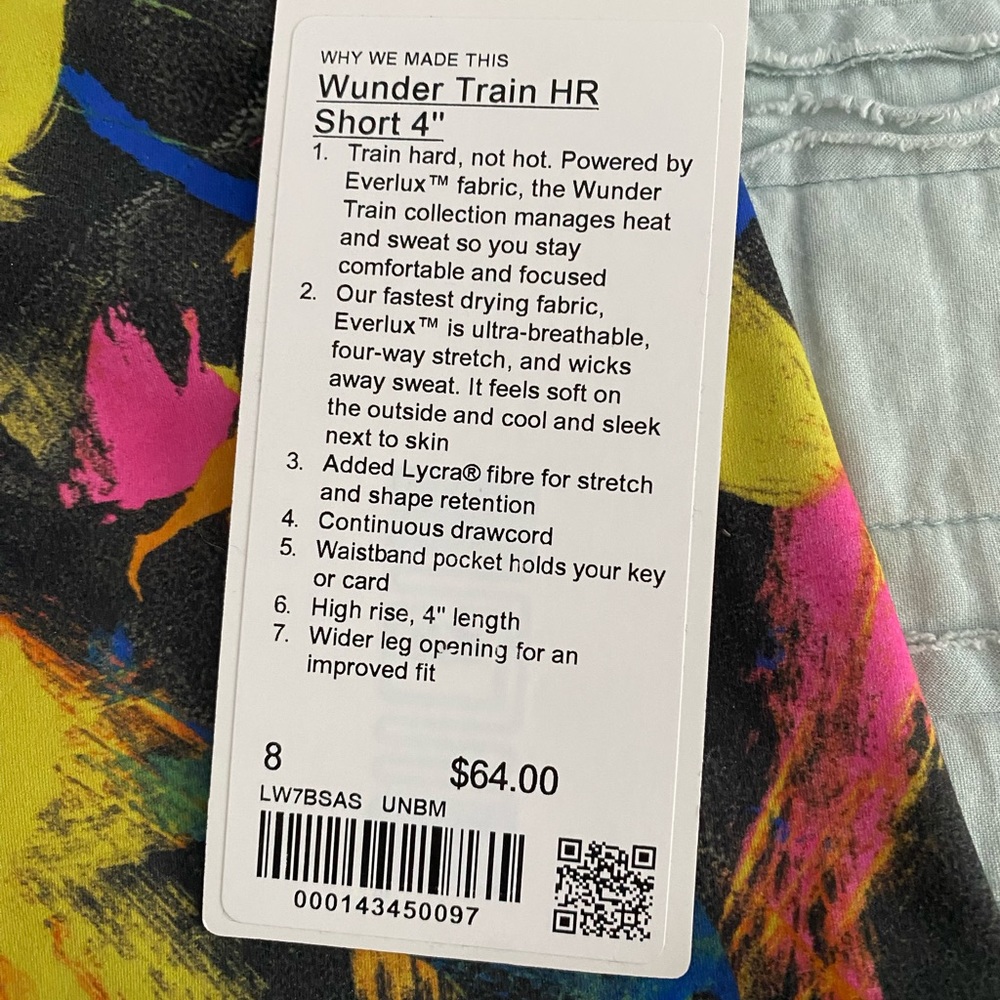 WHY WE MADE THIS
Wunder Train HR
Short 4"
1. Train hard, not hot. Powered by
Everlux™ fabric, the Wunder
Train collection manages heat
and sweat so you stay
comfortable and focused
2. Our fastest drying fabric,
Everlux™ is ultra-breathable,
four-way stretch, and wicks
away sweat. It feels soft on
the outside and cool and sleek
next to skin
3. Added Lycra® fibre for stretch
and shape retention
4. Continuous drawcord
5. Waistband pocket holds your key
or card
6. High rise, 4" length
7. Wider leg opening for an
improved fit
8 $64.00
LW7BSAS UNBM
000143450097